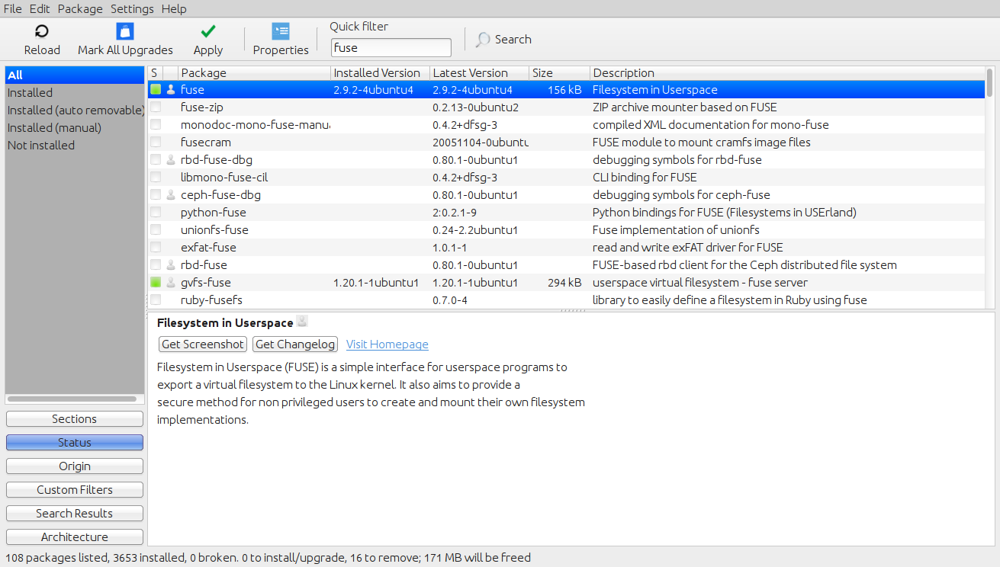 File Edit Package Settings Help
Reload Mark All Upgrades Apply Properties Quick filter fuse Search
All
Installed
Installed (auto removable)
Installed (manual)
Not installed
S Package Installed Version Latest Version Size Description
fuse 2.9.2-4ubuntu4 2.9.2-4ubuntu4 156 kB Filesystem in Userspace
fuse-zip 0.2.13-0ubuntu2 ZIP archive mounter based on FUSE
monodoc-mono-fuse-manu 0.4.2+dfsg-3 compiled XML documentation for mono-fuse
fusecram 20051104-0ubuntu FUSE module to mount cramfs image files
rbd-fuse-dbg 0.80.1-0ubuntu1 debugging symbols for rbd-fuse
libmono-fuse-cil 0.4.2+dfsg-3 CLI binding for FUSE
ceph-fuse-dbg 0.80.1-0ubuntu1 debugging symbols for ceph-fuse
python-fuse 2:0.2.1-9 Python bindings for FUSE (Filesystems in USErland)
unionfs-fuse 0.24-2.2ubuntu1 Fuse implementation of unionfs
exfat-fuse 1.0.1-1 read and write exFAT driver for FUSE
rbd-fuse 0.80.1-0ubuntu1 FUSE-based rbd client for the Ceph distributed file system
gvfs-fuse 1.20.1-1ubuntu1 1.20.1-1ubuntu1 294 kB userspace virtual filesystem - fuse server
ruby-fusefs 0.7.0-4 library to easily define a filesystem in Ruby using fuse
Filesystem in Userspace
Get Screenshot Get Changelog Visit Homepage
Filesystem in Userspace (FUSE) is a simple interface for userspace programs to
export a virtual filesystem to the Linux kernel. It also aims to provide a
secure method for non privileged users to create and mount their own filesystem
implementations.
Sections
Status
Origin
Custom Filters
Search Results
Architecture
108 packages listed, 3653 installed, 0 broken. 0 to install/upgrade, 16 to remove; 171 MB will be freed